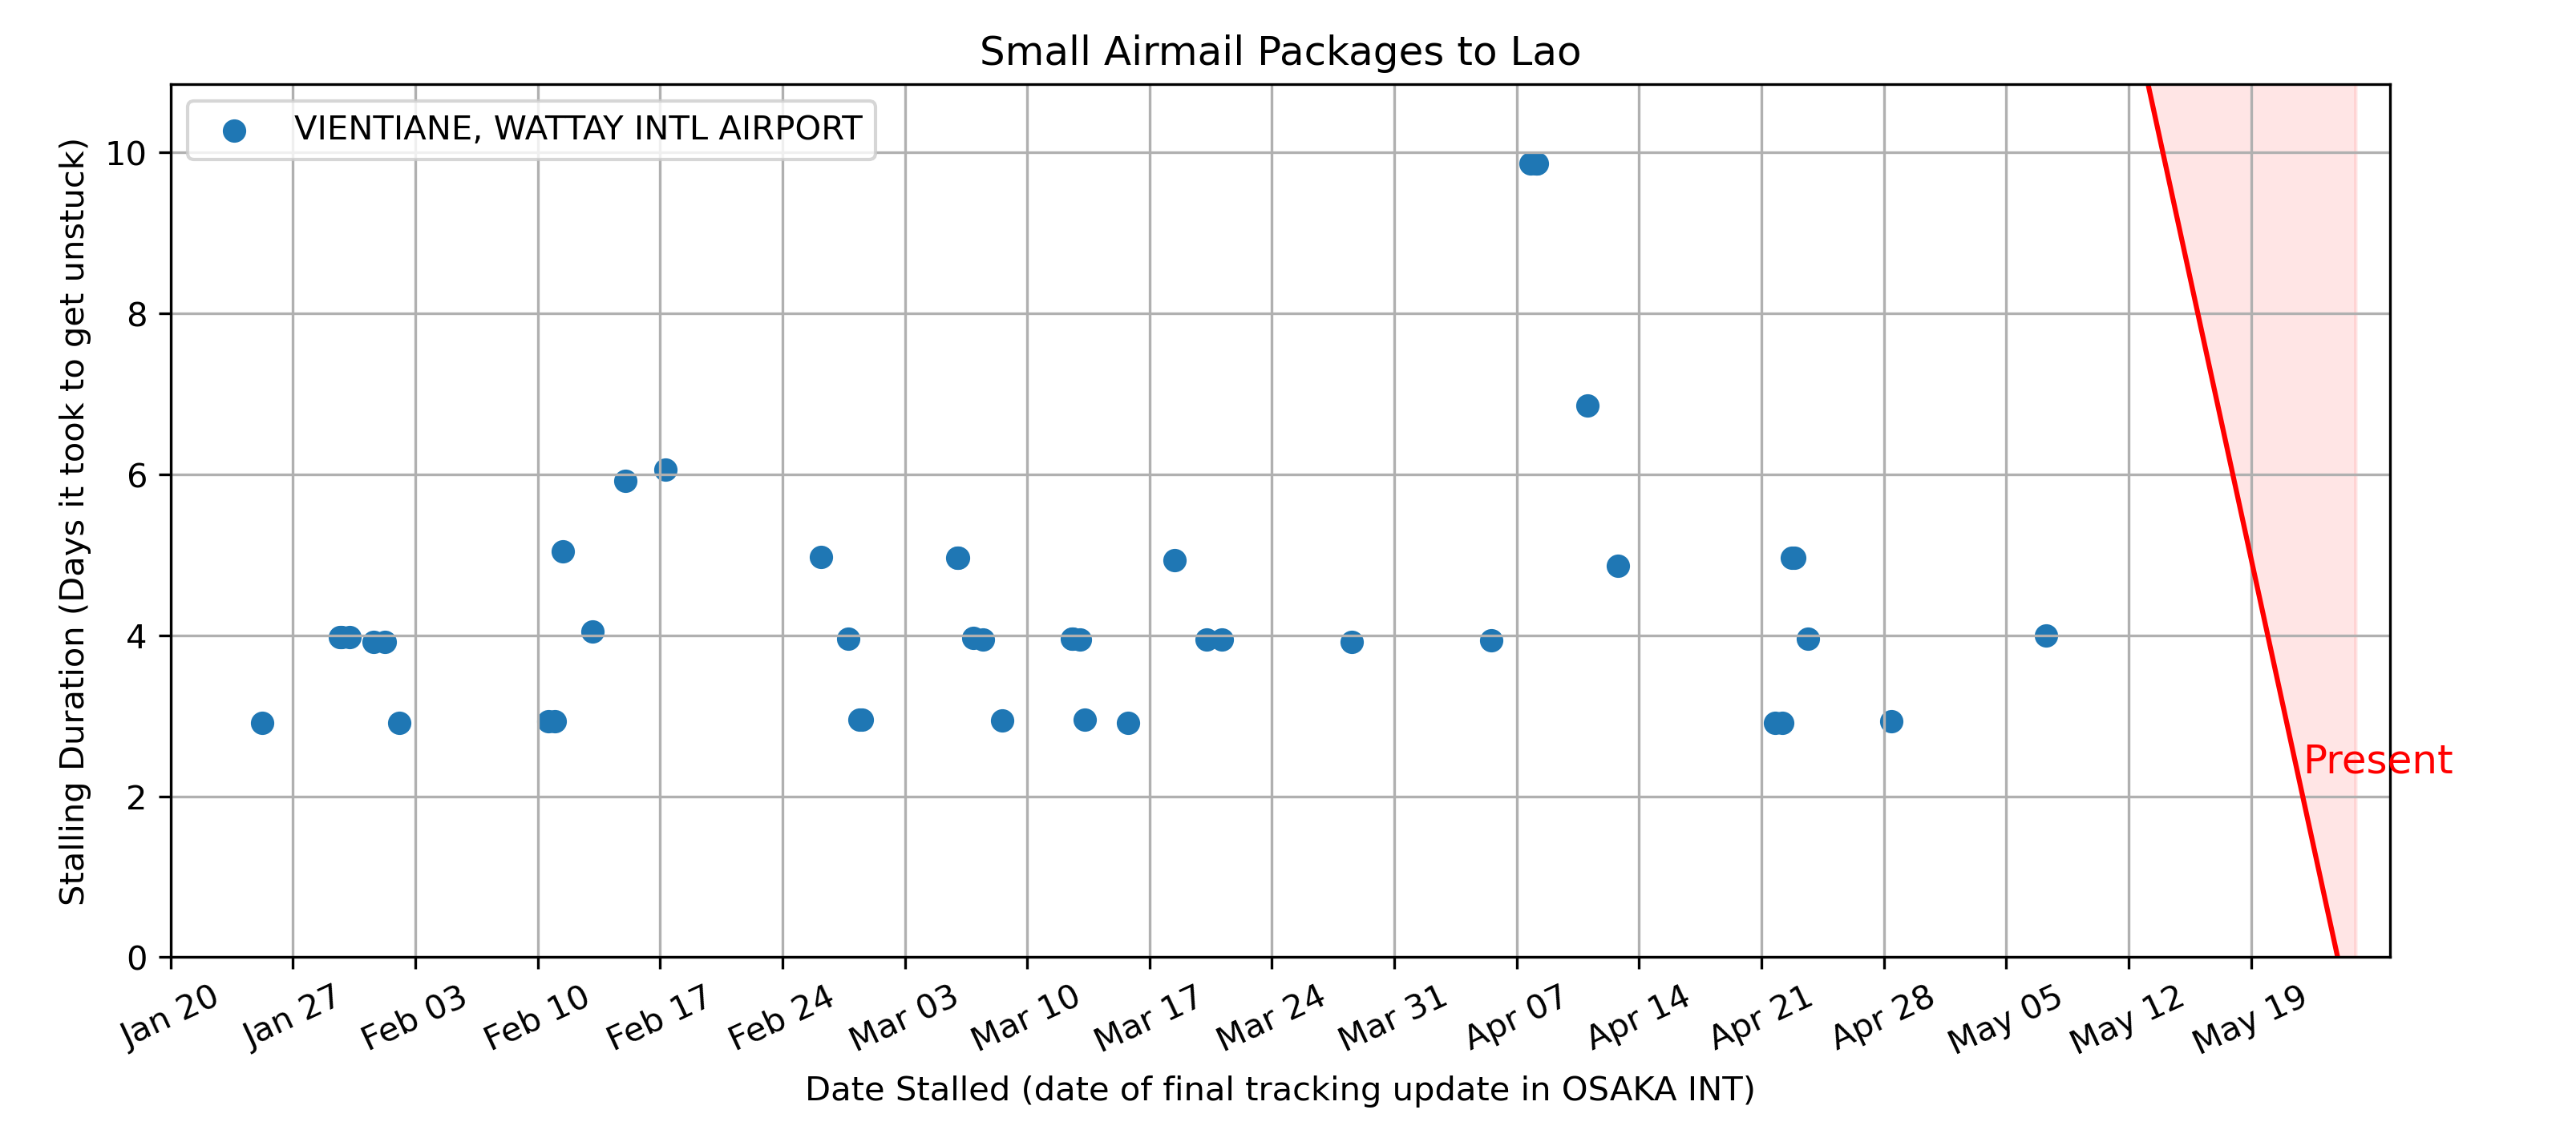 Small Airmail Packages to Lao
VIENTIANE, WATTAY INTL AIRPORT
Stalling Duration (Days it took to get unstuck)
10
8
6
4
2
0
Present
Jan 20
Jan 27
Feb 03
Feb 10
Feb 17
Feb 24
Mar 03
Mar 10
Mar 17
Mar 24
Mar 31
Apr 07
Apr 14
Apr 21
Apr 28
May 05
May 12
May 19
Date Stalled (date of final tracking update in OSAKA INT)